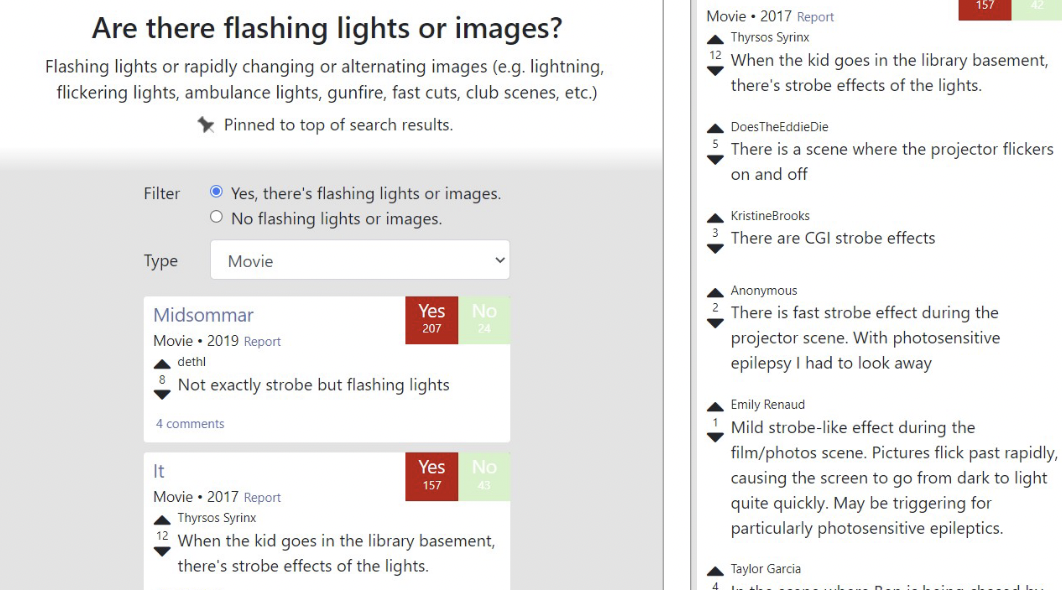 Are there flashing lights or images?
Flashing lights or rapidly changing or alternating images (e.g. lightning,
flickering lights, ambulance lights, gunfire, fast cuts, club scenes, etc.)
Pinned to top of search results.
Filter
Yes, there's flashing lights or images.
No flashing lights or images.
Type
Movie
Midsommar
Yes
207
No
24
Movie • 2019 Report
dethl
8
Not exactly strobe but flashing lights
4 comments
It
Yes
157
No
43
Movie • 2017 Report
Thyrsos Syrinx
12
When the kid goes in the library basement,
there's strobe effects of the lights.
157
42
Movie • 2017 Report
Thyrsos Syrinx
12
When the kid goes in the library basement,
there's strobe effects of the lights.
DoesTheEddieDie
5
There is a scene where the projector flickers
on and off
KristineBrooks
3
There are CGI strobe effects
Anonymous
2
There is fast strobe effect during the
projector scene. With photosensitive
epilepsy I had to look away
Emily Renaud
1
Mild strobe-like effect during the
film/photos scene. Pictures flick past rapidly,
causing the screen to go from dark to light
quite quickly. May be triggering for
particularly photosensitive epileptics.
Taylor Garcia
4
In the scene where Ben is being chased by